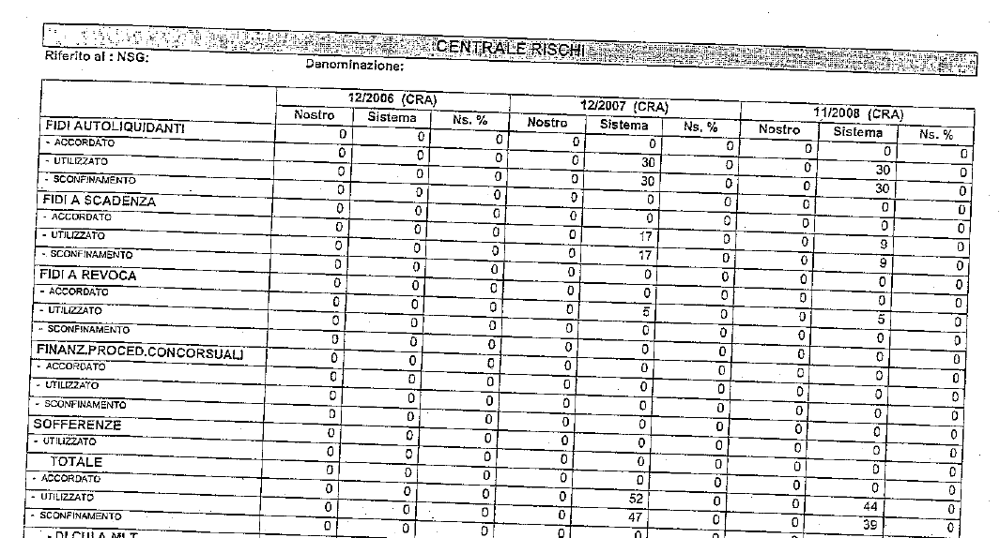 CENTRALE RISCHI
Riferito al : NSG: Denominazione:
12/2006 (CRA) 12/2007 (CRA) 11/2008 (CRA)
Nostro Sistema Ns. % Nostro Sistema Ns. % Nostro Sistema Ns. %
FIDI AUTOLIQUIDANTI 0 0 0 0 0 0 0 0 0
- ACCORDATO 0 0 0 0 30 0 0 30 0
- UTILIZZATO 0 0 0 0 30 0 0 30 0
- SCONFINAMENTO 0 0 0 0 0 0 0 0 0
FIDI A SCADENZA 0 0 0 0 0 0 0 0 0
- ACCORDATO 0 0 0 0 17 0 0 9 0
- UTILIZZATO 0 0 0 0 17 0 0 9 0
- SCONFINAMENTO 0 0 0 0 0 0 0 0 0
FIDI A REVOCA 0 0 0 0 0 0 0 0 0
- ACCORDATO 0 0 0 0 5 0 0 5 0
- UTILIZZATO 0 0 0 0 0 0 0 0 0
- SCONFINAMENTO 0 0 0 0 0 0 0 0 0
FINANZ.PROCED.CONCORSUALI 0 0 0 0 0 0 0 0 0
- ACCORDATO 0 0 0 0 0 0 0 0 0
- UTILIZZATO 0 0 0 0 0 0 0 0 0
- SCONFINAMENTO 0 0 0 0 0 0 0 0 0
SOFFERENZE 0 0 0 0 0 0 0 0 0
- UTILIZZATO 0 0 0 0 0 0 0 0 0
TOTALE 0 0 0 0 0 0 0 0 0
- ACCORDATO 0 0 0 0 52 0 0 44 0
- UTILIZZATO 0 0 0 0 47 0 0 39 0
- SCONFINAMENTO 0 0 0 0 0 0
- DI CUI A MLT